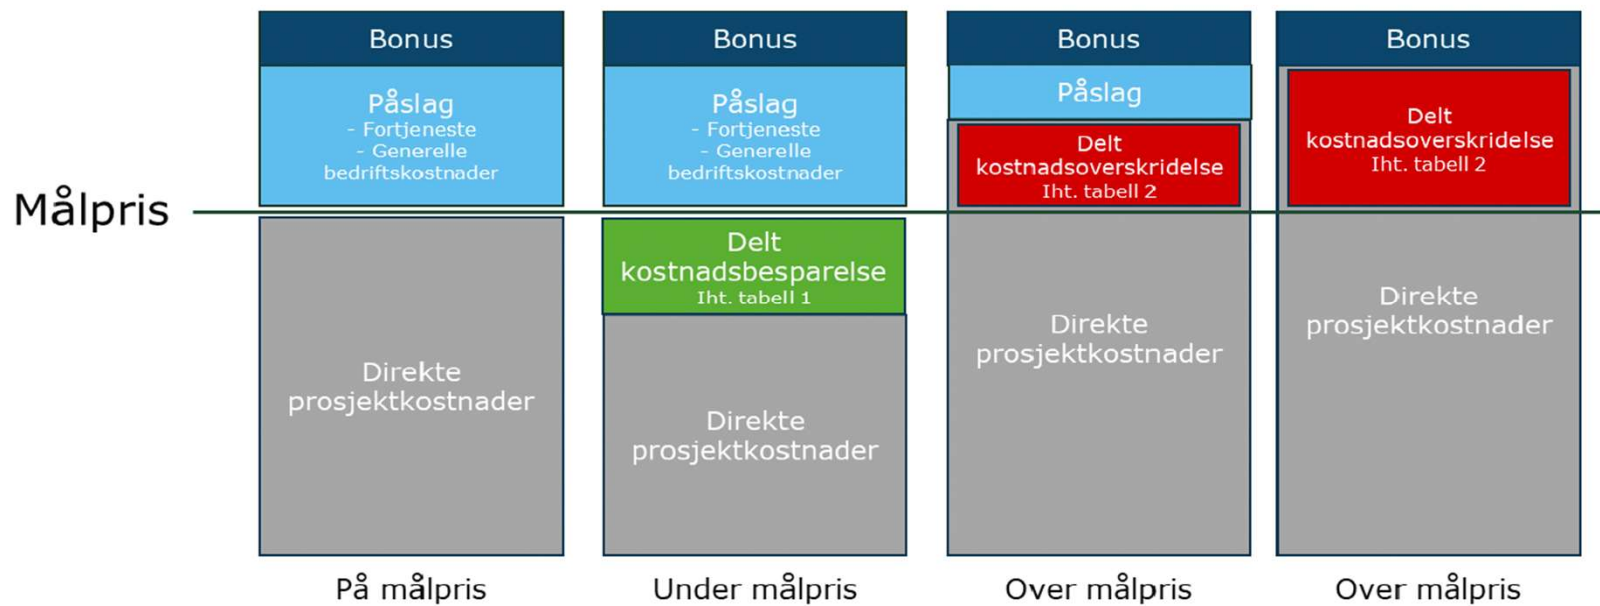 Målpris
Bonus
Påslag
- Fortjeneste
- Generelle
bedriftskostnader
Direkte
prosjektkostnader
På målpris
Bonus
Påslag
- Fortjeneste
- Generelle
bedriftskostnader
Delt
kostnadsbesparelse
Iht. tabell 1
Direkte
prosjektkostnader
Under målpris
Bonus
Påslag
Delt
kostnadsoverskridelse
Iht. tabell 2
Direkte
prosjektkostnader
Over målpris
Bonus
Delt
kostnadsoverskridelse
Iht. tabell 2
Direkte
prosjektkostnader
Over målpris